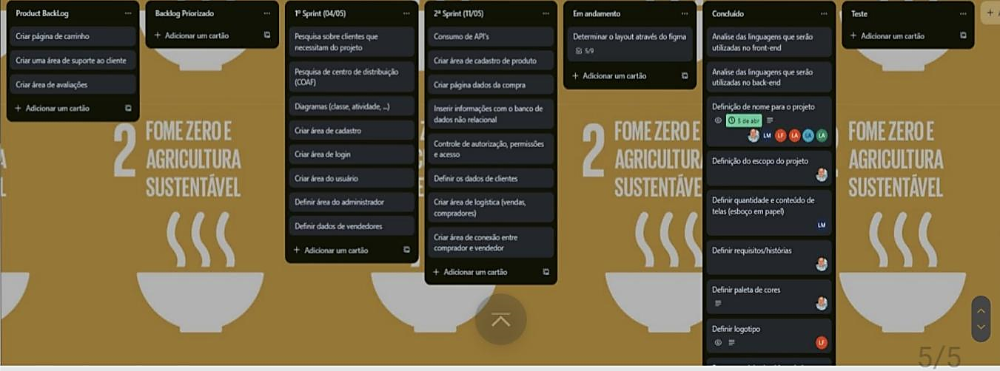 Product BackLog
Criar página de carrinho
Criar uma área de suporte ao cliente
Criar área de avaliações
+ Adicionar um cartão
Backlog Priorizado
+ Adicionar um cartão
1º Sprint (04/05)
Pesquisa sobre clientes que
necessitam do projeto
Pesquisa de centro de distribuição
(COAF)
Diagramas (classe, atividade, ...)
Criar área de cadastro
Criar área de login
Criar área do usuário
Definir área do administrador
Definir dados de vendedores
+ Adicionar um cartão
2ª Sprint (11/05)
Consumo de API's
Criar área de cadastro de produto
Criar página dados da compra
Inserir informações com o banco de
dados não relacional
Controle de autorização, permissões
e acesso
Definir os dados de clientes
Criar área de logística (vendas,
compradores)
Criar área de conexão entre
comprador e vendedor
+ Adicionar um cartão
Em andamento
Determinar o layout através do figma
5/9
+ Adicionar um cartão
Concluído
Analise das linguagens que serão
utilizadas no front-end
Analise das linguagens que serão
utilizadas no back-end
Definição de nome para o projeto
5 de abr
LM LF LA LA LA
Definição do escopo do projeto
Definir quantidade e conteúdo de
telas (esboço em papel)
LM
Definir requisitos/histórias
Definir paleta de cores
Definir logotipo
LF
Teste
+ Adicionar um cartão
+
2 FOME ZERO E
AGRICULTURA
SUSTENTÁVEL
2 FOME ZERO E
AGRICULTUR
SUSTENTÁVE
FOME ZERO E
AGRICULTURA
SUSTENTÁVEL
5/5